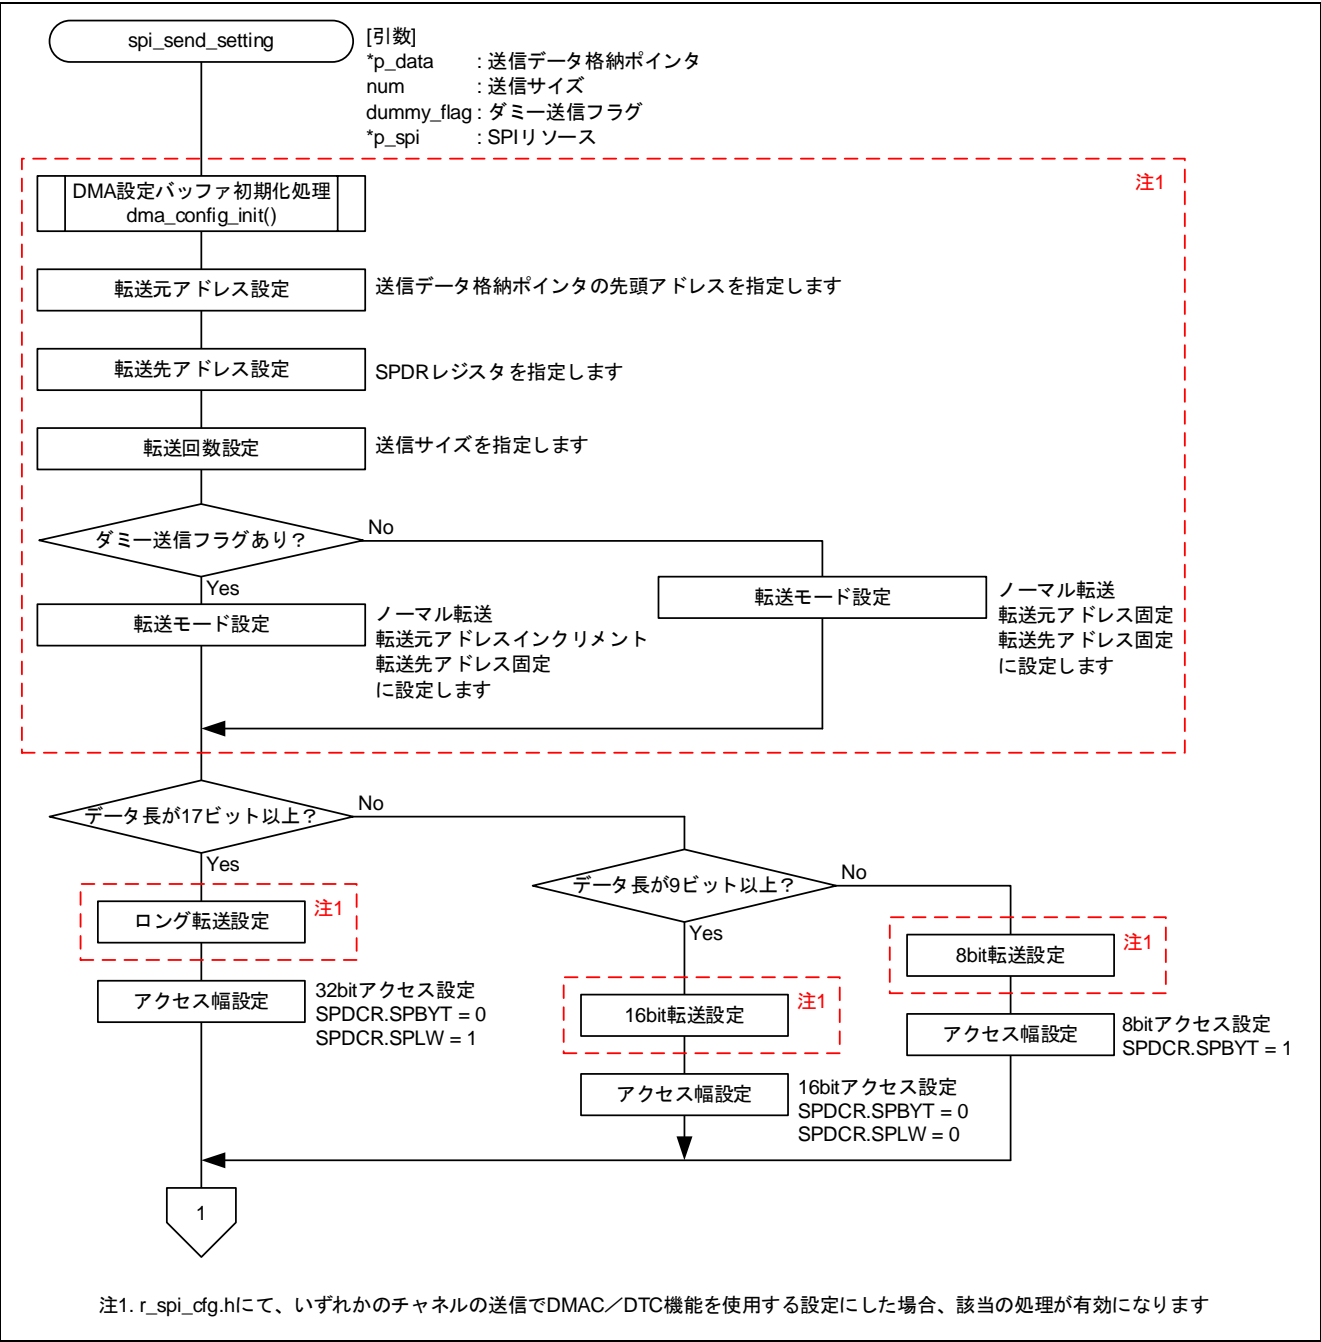 spi_send_setting
[引数]
*p_data : 送信データ格納ポインタ
num : 送信サイズ
dummy_flag : ダミー送信フラグ
*p_spi : SPIリソース
注1
DMA設定バッファ初期化処理
dma_config_init()
転送元アドレス設定
送信データ格納ポインタの先頭アドレスを指定します
転送先アドレス設定
SPDRレジスタを指定します
転送回数設定
送信サイズを指定します
ダミー送信フラグあり？
No
Yes
転送モード設定
ノーマル転送
転送元アドレスインクリメント
転送先アドレス固定
に設定します
転送モード設定
ノーマル転送
転送元アドレス固定
転送先アドレス固定
に設定します
データ長が17ビット以上？
No
Yes
ロング転送設定
注1
アクセス幅設定
32bitアクセス設定
SPDCR.SPBYT = 0
SPDCR.SPLW = 1
データ長が9ビット以上？
No
Yes
16bit転送設定
注1
アクセス幅設定
16bitアクセス設定
SPDCR.SPBYT = 0
SPDCR.SPLW = 0
8bit転送設定
注1
アクセス幅設定
8bitアクセス設定
SPDCR.SPBYT = 1
1
注1. r_spi_cfg.hにて、いずれかのチャネルの送信でDMAC／DTC機能を使用する設定にした場合、該当の処理が有効になります